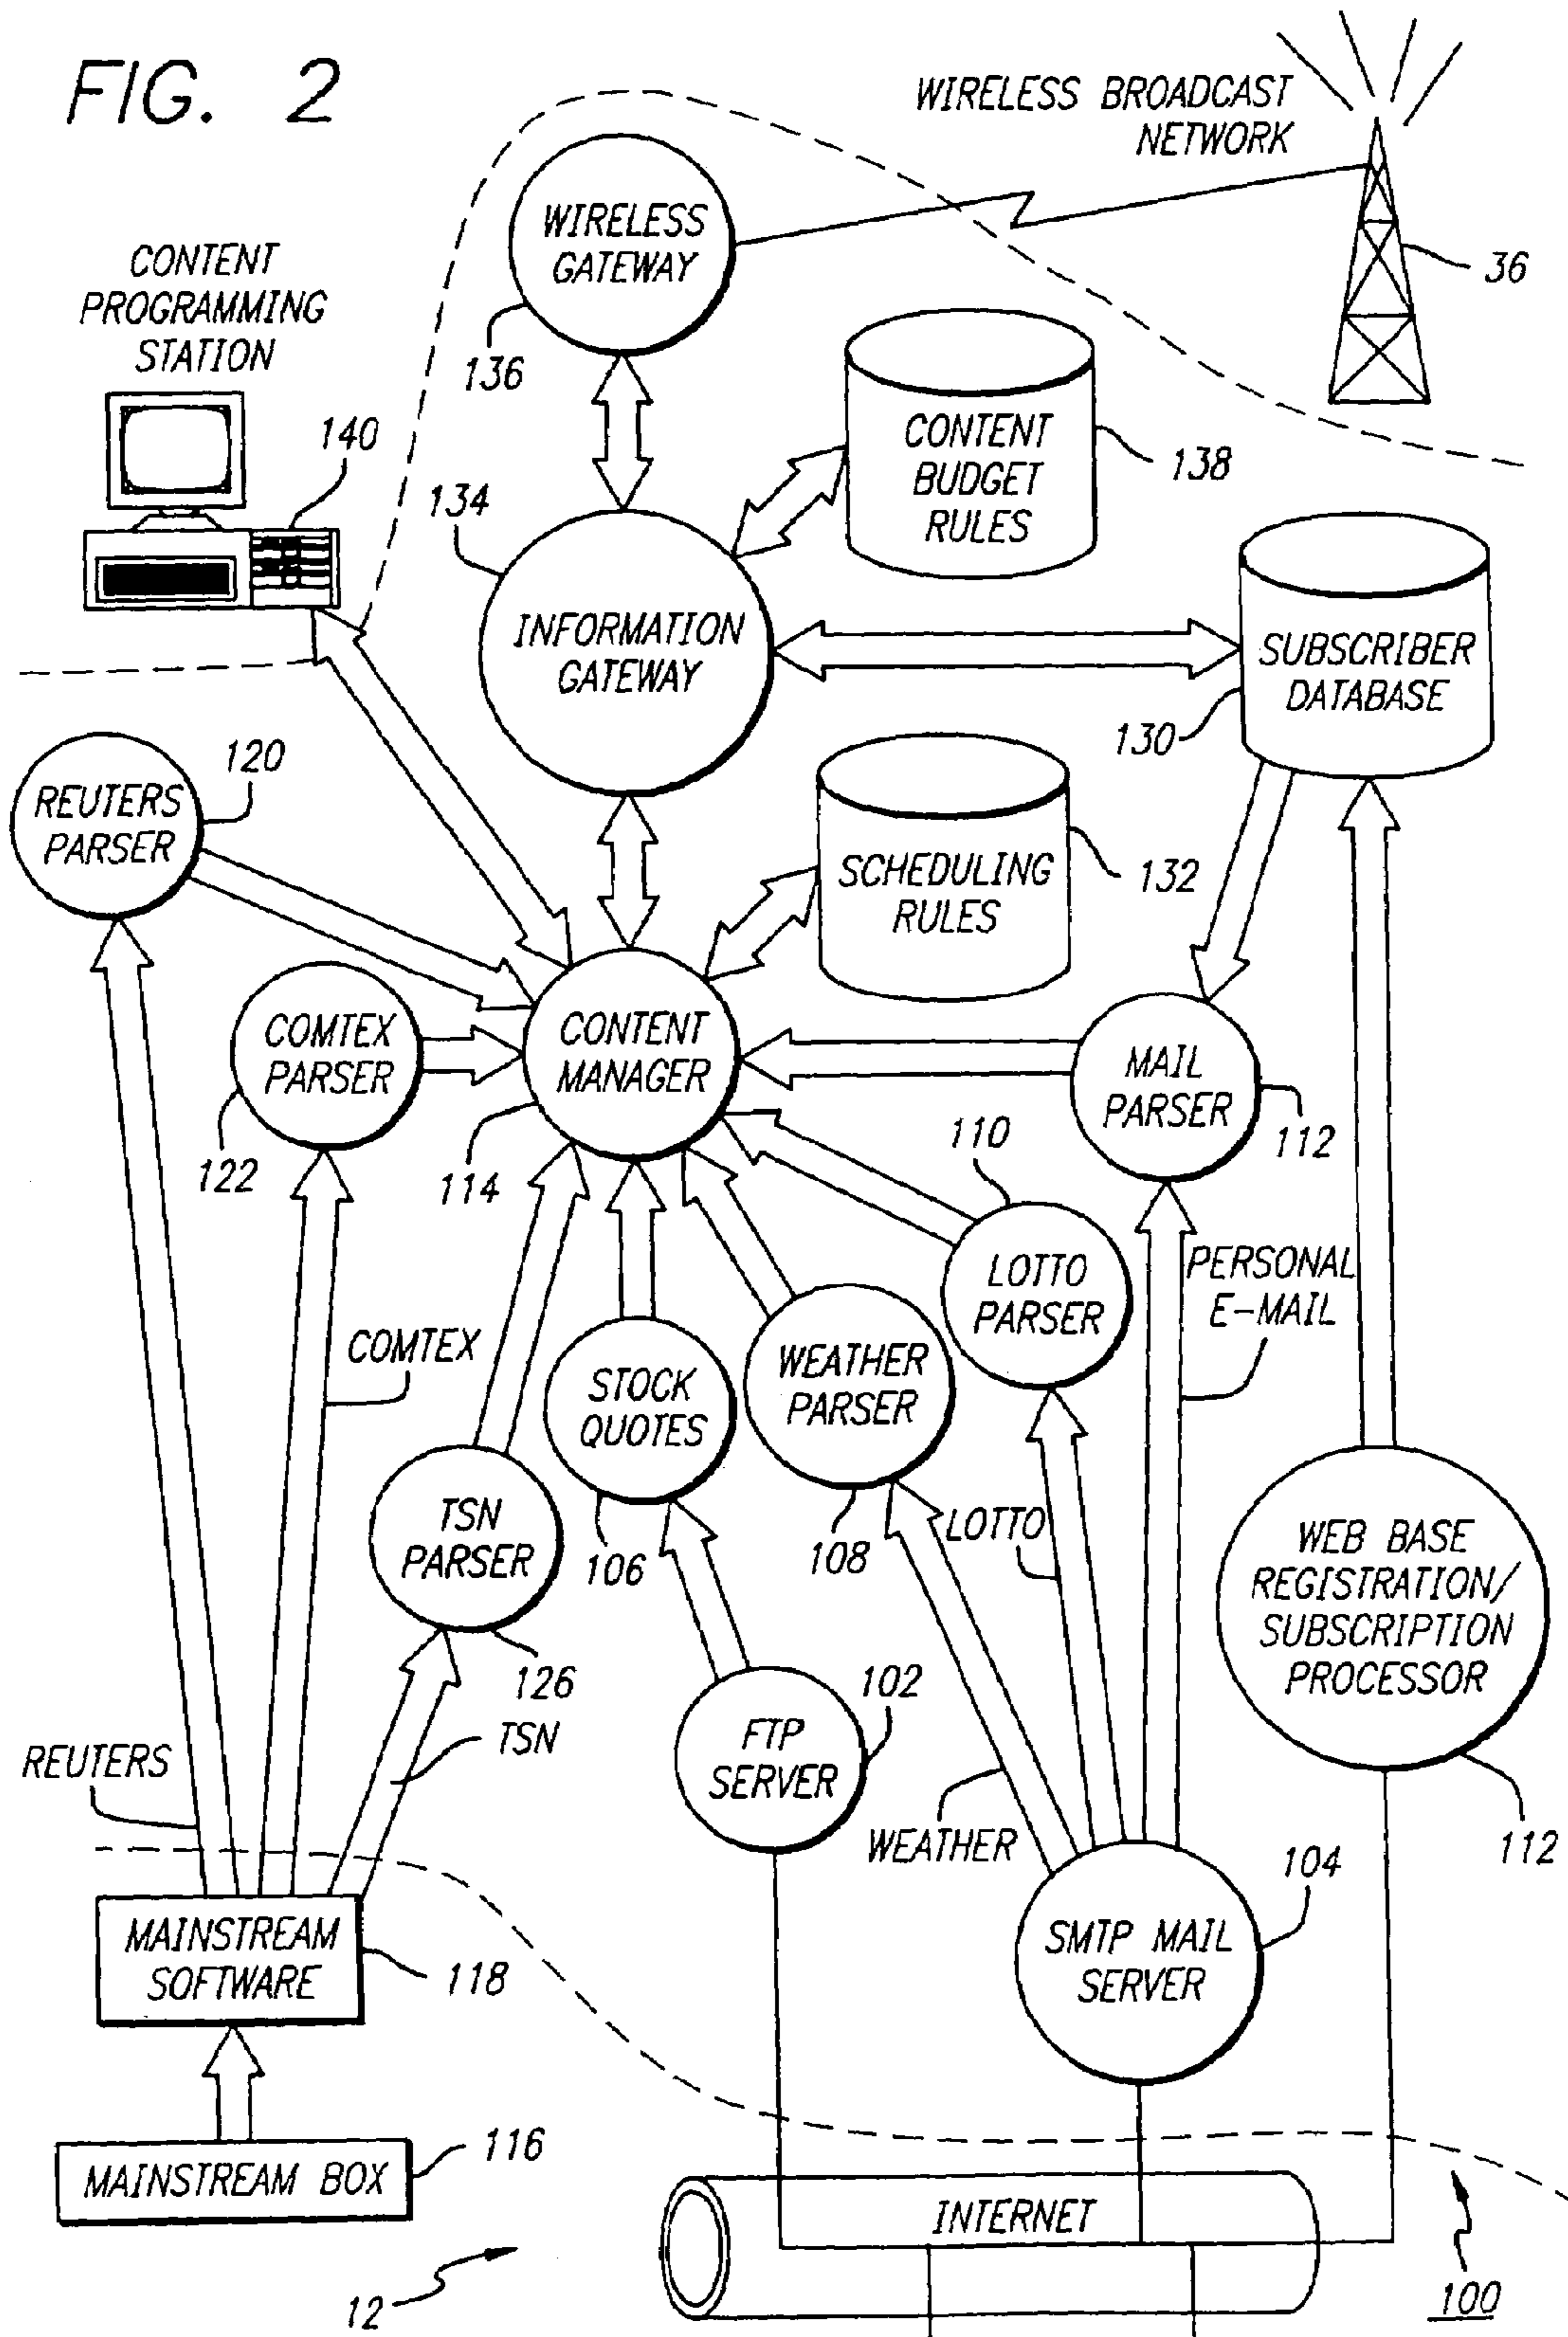 FIG. 2
WIRELESS BROADCAST
NETWORK
36
WIRELESS
GATEWAY
136
CONTENT
PROGRAMMING
STATION
140
CONTENT
BUDGET
RULES
138
134
INFORMATION
GATEWAY
SUBSCRIBER
DATABASE
130
120
REUTERS
PARSER
SCHEDULING
RULES
132
COMTEX
PARSER
122
CONTENT
MANAGER
114
MAIL
PARSER
112
110
LOTTO
PARSER
PERSONAL
E-MAIL
COMTEX
STOCK
QUOTES
106
WEATHER
PARSER
108
LOTTO
TSN
PARSER
126
TSN
WEB BASE
REGISTRATION/
SUBSCRIPTION
PROCESSOR
112
FTP
SERVER
102
REUTERS
WEATHER
104
SMTP MAIL
SERVER
MAINSTREAM
SOFTWARE
118
MAINSTREAM BOX
116
INTERNET
12
100